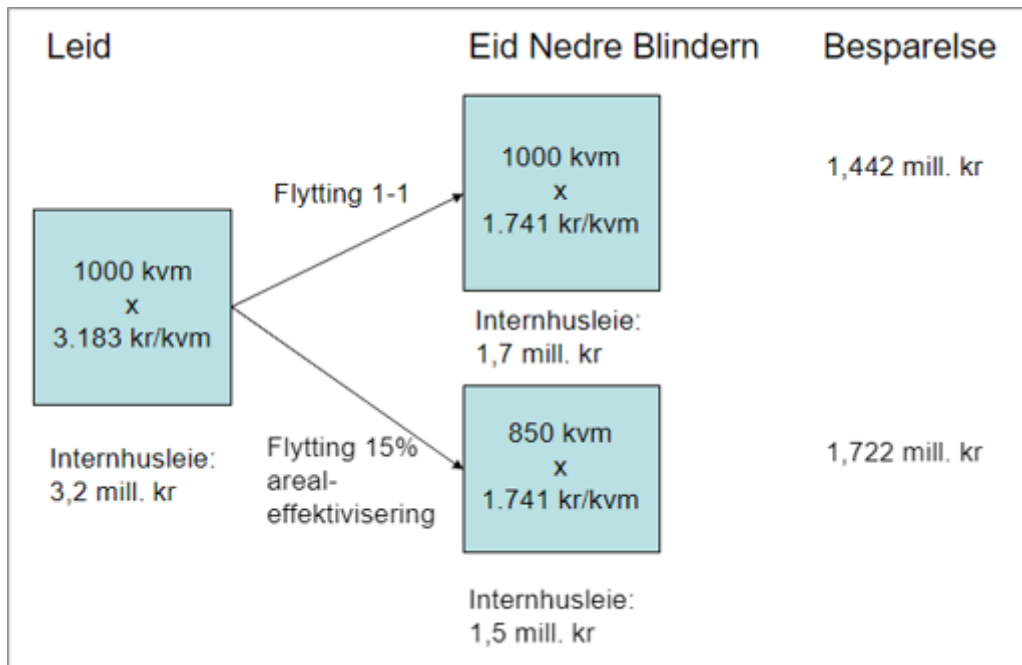 Leid
Eid Nedre Blindern
Besparelse
1000 kvm
x
3.183 kr/kvm
Internhusleie:
3,2 mill. kr
Flytting 1-1
1000 kvm
x
1.741 kr/kvm
Internhusleie:
1,7 mill. kr
1,442 mill. kr
Flytting 15%
areal-
effektivisering
850 kvm
x
1.741 kr/kvm
Internhusleie:
1,5 mill. kr
1,722 mill. kr